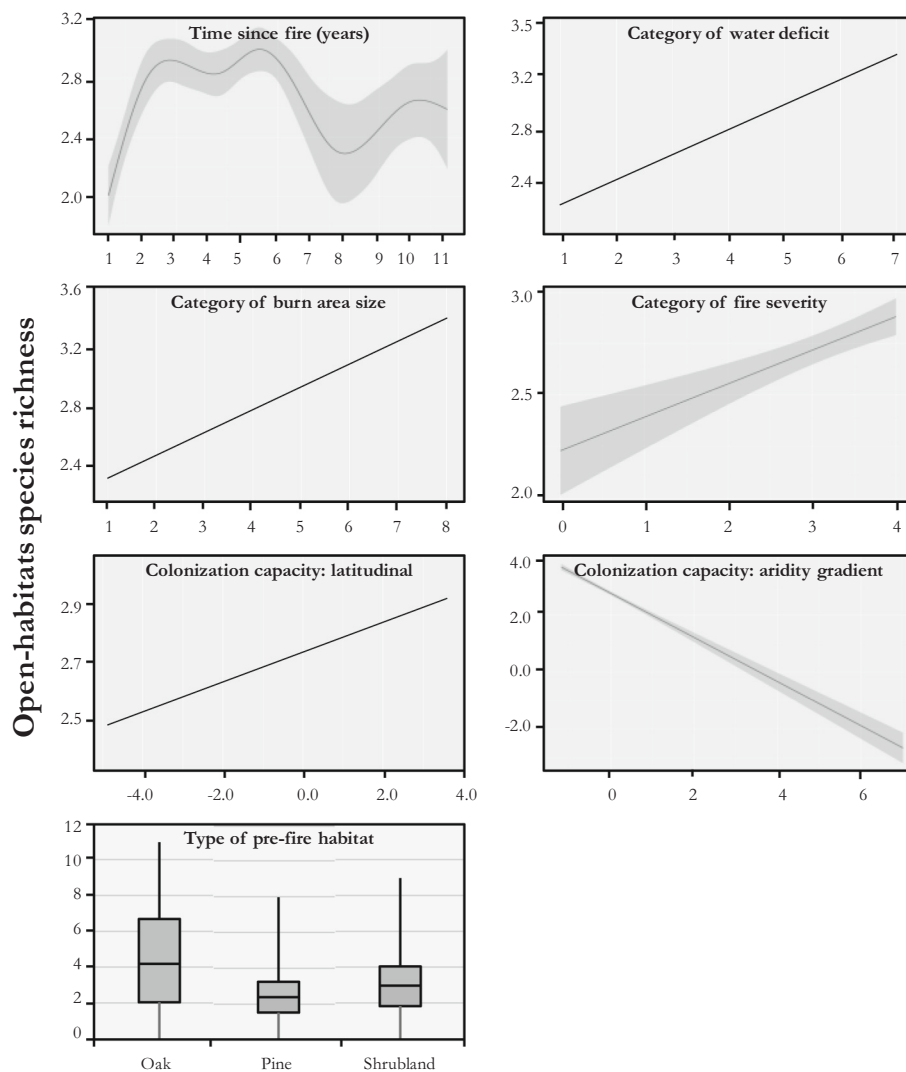 Open-habitats species richness
Time since fire (years)
3.2
2.8
2.4
2.0
1 2 3 4 5 6 7 8 9 10 11
Category of water deficit
3.5
3.2
2.8
2.4
1 2 3 4 5 6 7
Category of burn area size
3.6
3.2
2.8
2.4
1 2 3 4 5 6 7 8
Category of fire severity
3.0
2.5
2.0
0 1 2 3 4
Colonization capacity: latitudinal
2.9
2.7
2.5
-4.0 -2.0 0.0 2.0 4.0
Colonization capacity: aridity gradient
4.0
2.0
0.0
-2.0
0 2 4 6
Type of pre-fire habitat
12
10
8
6
4
2
0
Oak Pine Shrubland